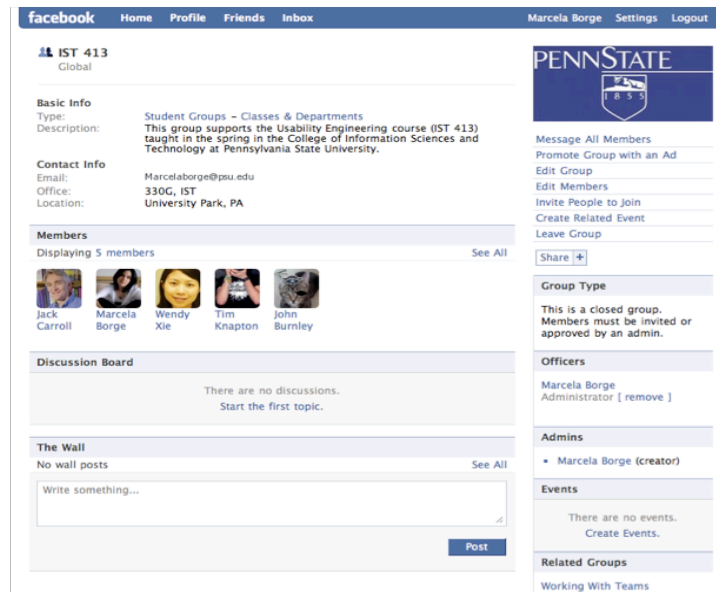 facebook Home Profile Friends Inbox Marcela Borge Settings Logout
IST 413
Global
Basic Info
Type: Student Groups – Classes & Departments
Description: This group supports the Usability Engineering course (IST 413)
taught in the spring in the College of Information Sciences and
Technology at Pennsylvania State University.
Contact Info
Email: Marcelaborge@psu.edu
Office: 330G, IST
Location: University Park, PA
Members
Displaying 5 members See All
Jack
Carroll
Marcela
Borge
Wendy
Xie
Tim
Knapton
John
Burnley
Discussion Board
There are no discussions.
Start the first topic.
The Wall
No wall posts See All
Write something...
Post
PENNSTATE
1855
Message All Members
Promote Group with an Ad
Edit Group
Edit Members
Invite People to Join
Create Related Event
Leave Group
Share +
Group Type
This is a closed group.
Members must be invited or
approved by an admin.
Officers
Marcela Borge
Administrator [ remove ]
Admins
▪ Marcela Borge (creator)
Events
There are no events.
Create Events.
Related Groups
Working With Teams